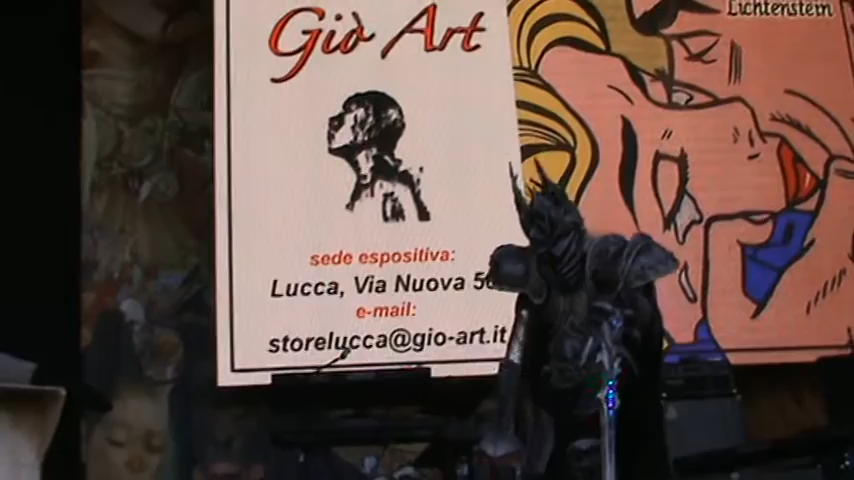 Giò Art
Lichtenstein
sede espositiva:
Lucca, Via Nuova
e-mail:
storelucca@gio-art.it